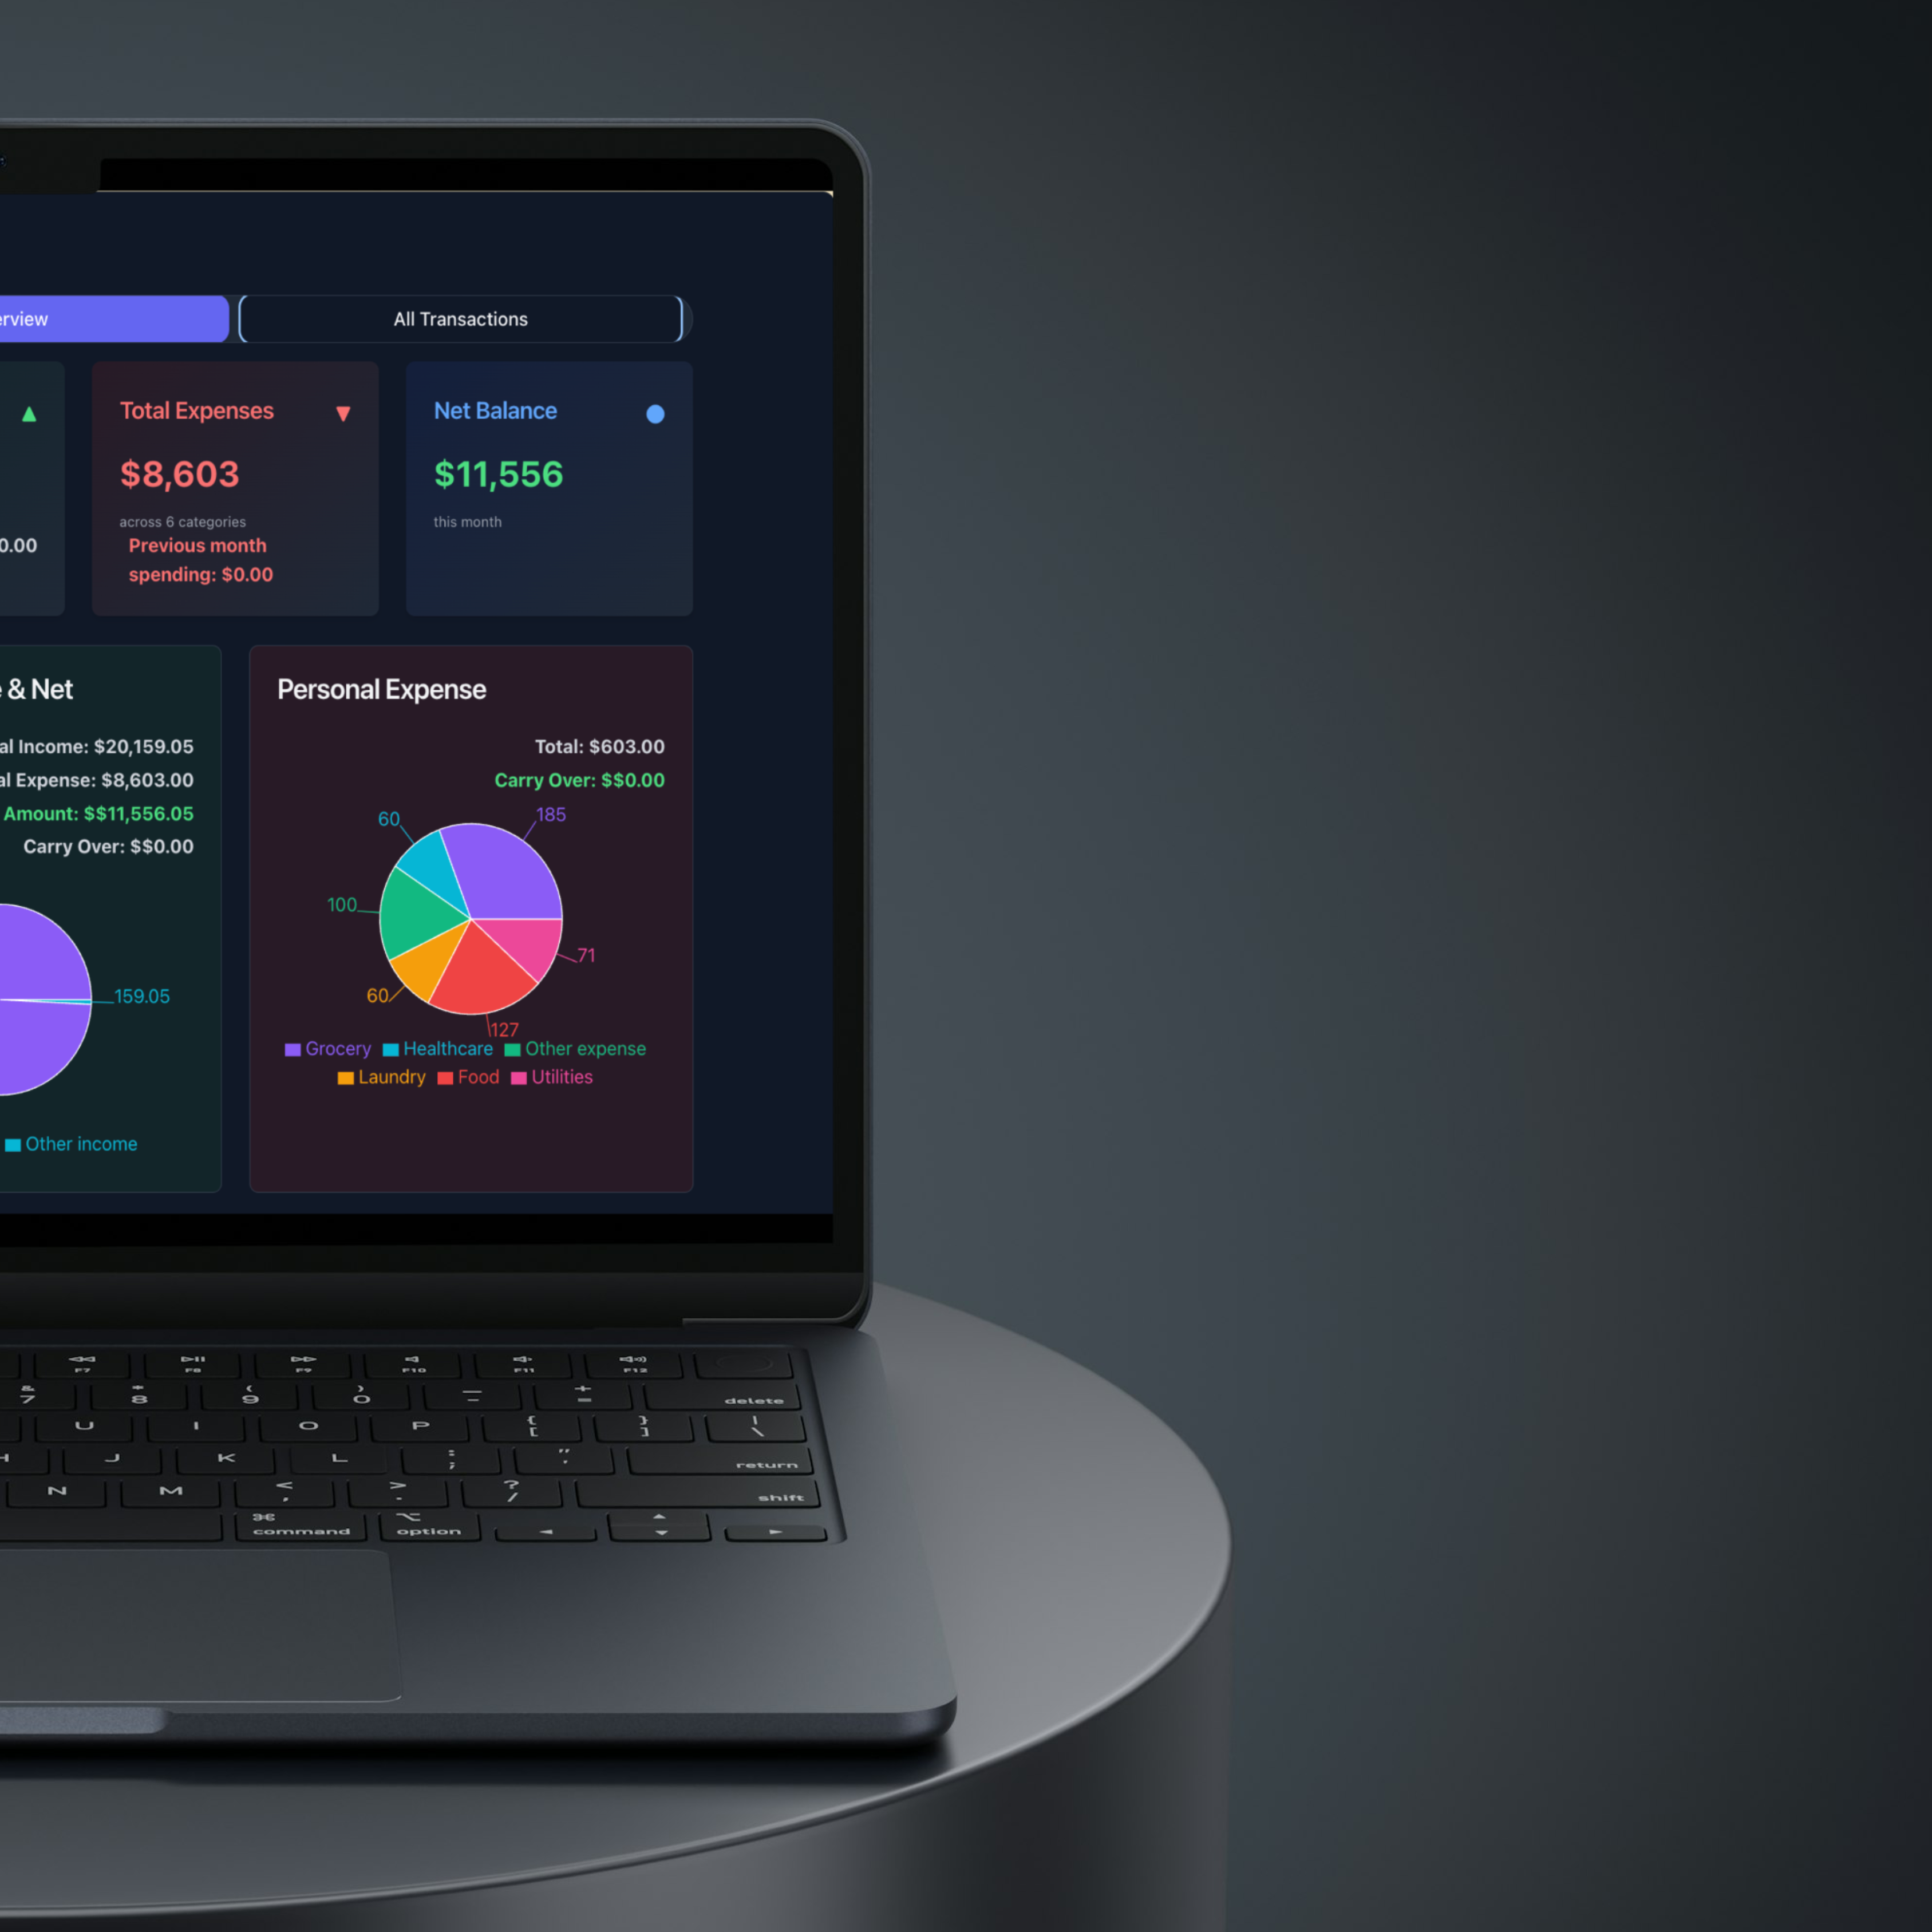 erview
All Transactions
Total Expenses
$8,603
across 6 categories
Previous month
spending: $0.00
Net Balance
$11,556
this month
0.00
& Net
al Income: $20,159.05
al Expense: $8,603.00
Amount: $$11,556.05
Carry Over: $$0.00
159.05
Other income
Personal Expense
Total: $603.00
Carry Over: $$0.00
60
185
100
71
60
127
Grocery Healthcare Other expense
Laundry Food Utilities
F7 F8 F9 F10 F11 F12
& * ( ) — +
7 8 9 0 - =
delete
U I O P { [ } ] | \
H J K L : ; " ' return
N M < , > . ? / shift
⌘ ⌥
command option